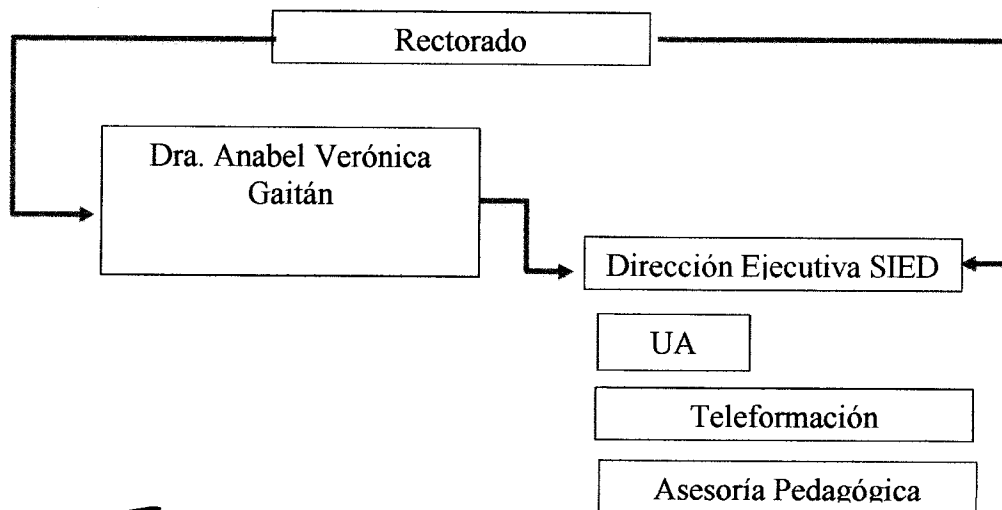 Rectorado
Dra. Anabel Verónica
Gaitán
Dirección Ejecutiva SIED
UA
Teleformación
Asesoría Pedagógica